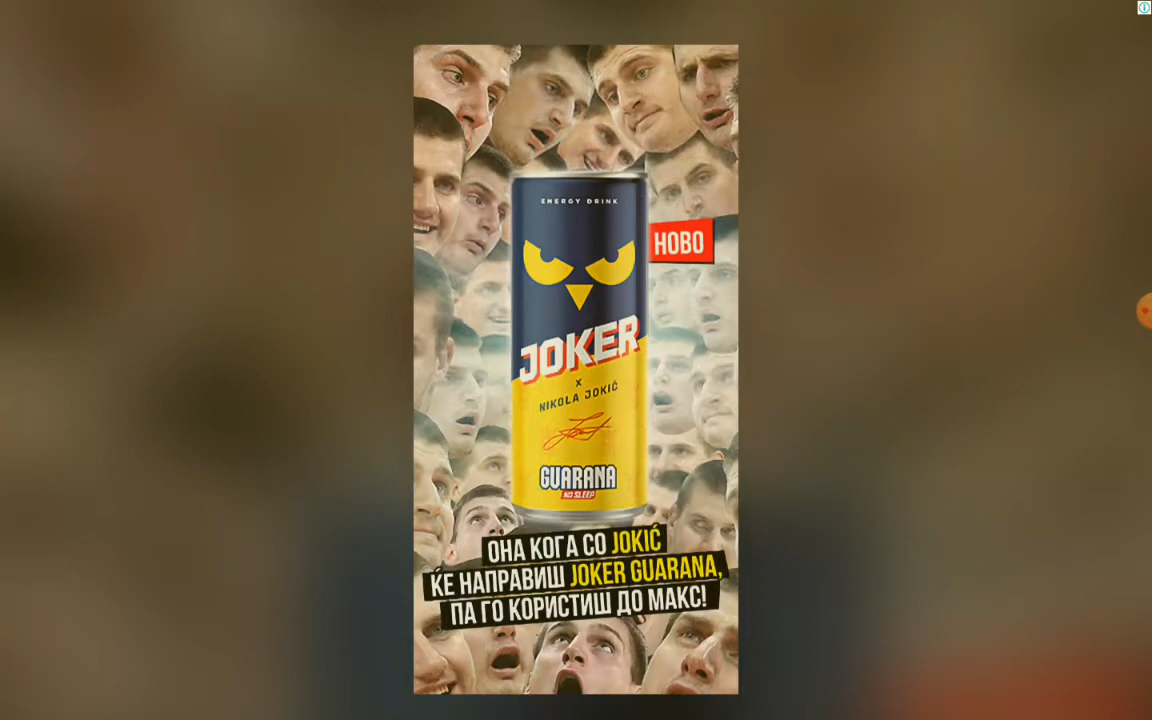 ENERGY DRINK
НОВО
JOKER
X
NIKOLA JOKIĆ
GUARANA
NO SLEEP
ОНА КОГА СО JOKIĆ
ЌЕ НАПРАВИШ JOKER GUARANA,
ПА ГО КОРИСТИШ ДО МАКС!